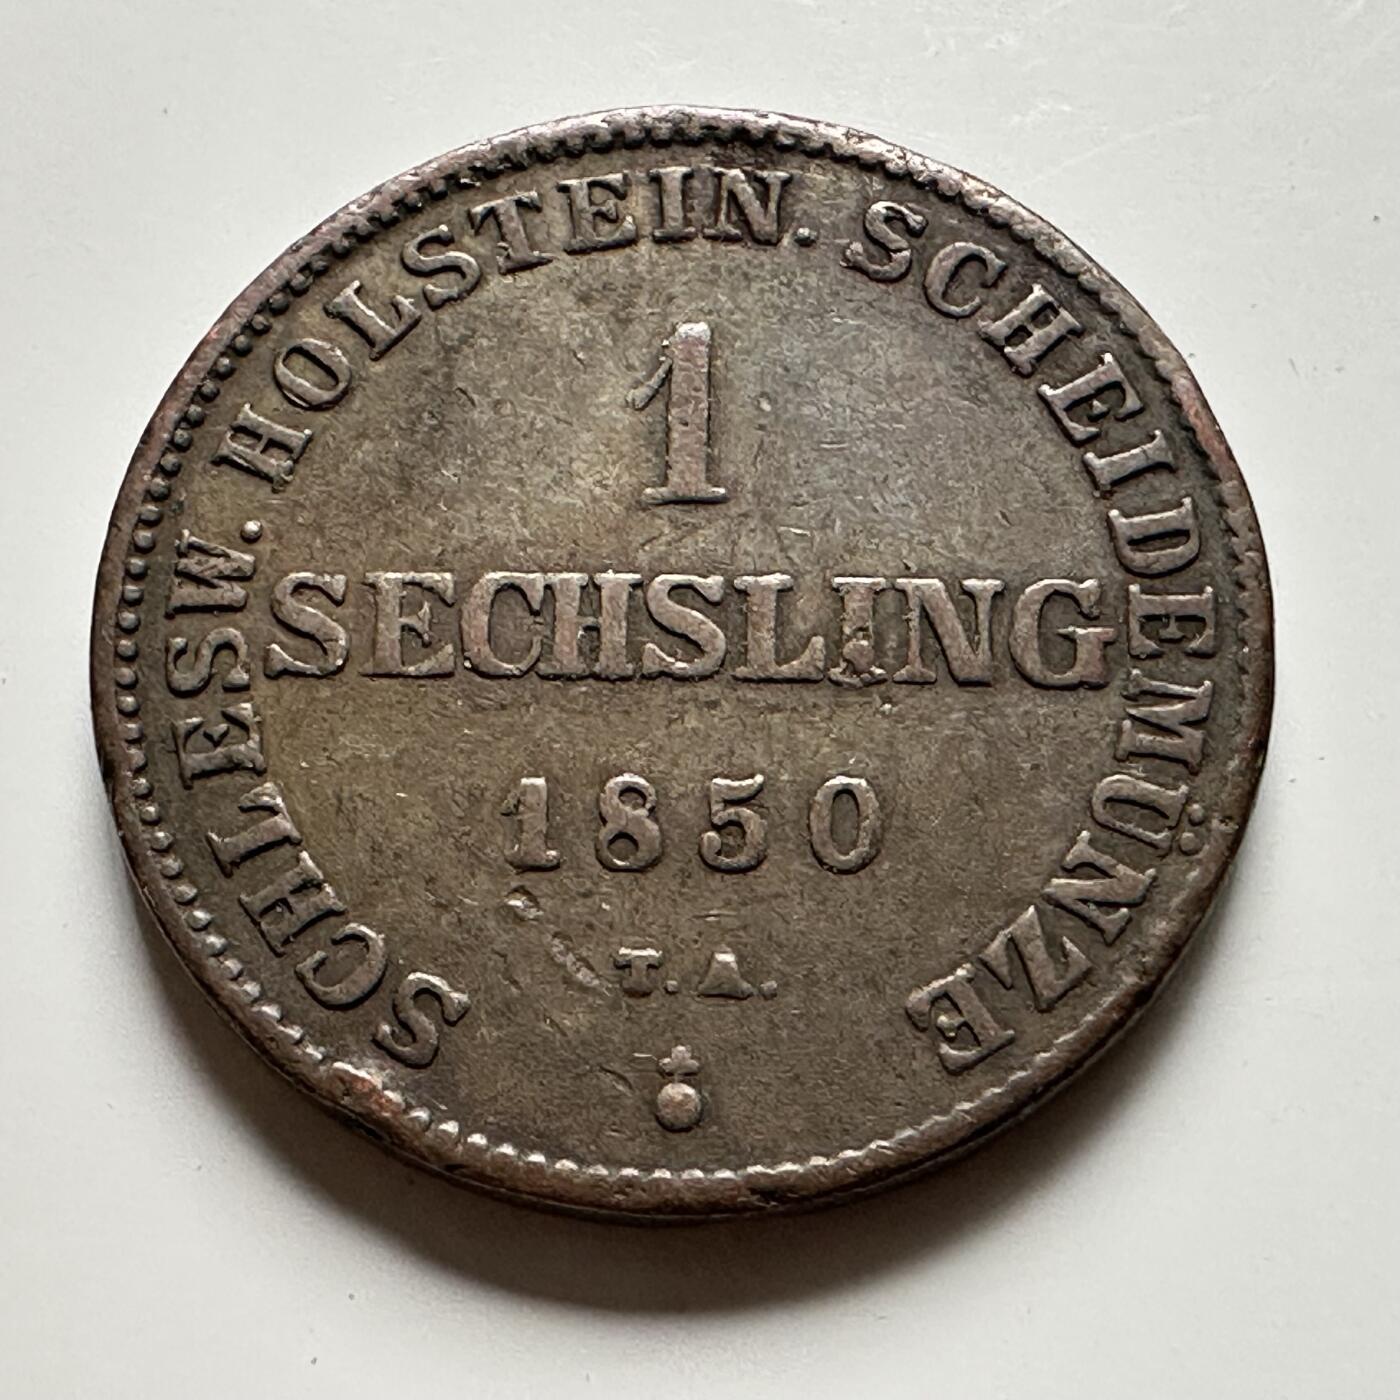 SCHLESW. HOLSTEIN. SCHEIDEMÜNZE
1
SECHSLING
1850
T. A.